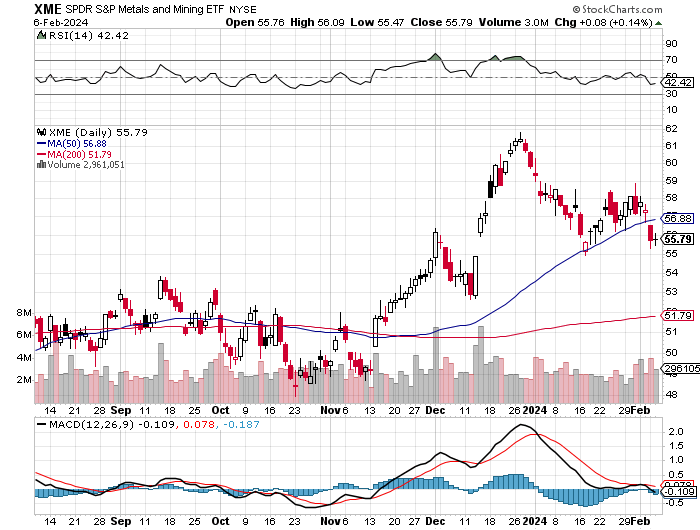 XME SPDR S&P Metals and Mining ETF NYSE © StockCharts.com
6-Feb-2024 Open 55.76 High 56.09 Low 55.47 Close 55.79 Volume 3.0M Chg +0.08 (+0.14%)
RSI(14) 42.42
90
70
50
42.42
30
10
XME (Daily) 55.79
MA(50) 56.88
MA(200) 51.79
Volume 2,961,051
62
61
60
59
58
57
56.88
55.79
55
54
53
51.79
51
50
49
48
8M
6M
4M
2M
296105
14 21 28 Sep 11 18 25 Oct 9 16 23 Nov 6 13 20 27 Dec 11 18 26 2024 8 16 22 29 Feb
MACD(12,26,9) -0.109, 0.078, -0.187
2.0
1.5
1.0
0.5
0.078
-0.109
-0.5
14 21 28 Sep 11 18 25 Oct 9 16 23 Nov 6 13 20 27 Dec 11 18 26 2024 8 16 22 29 Feb